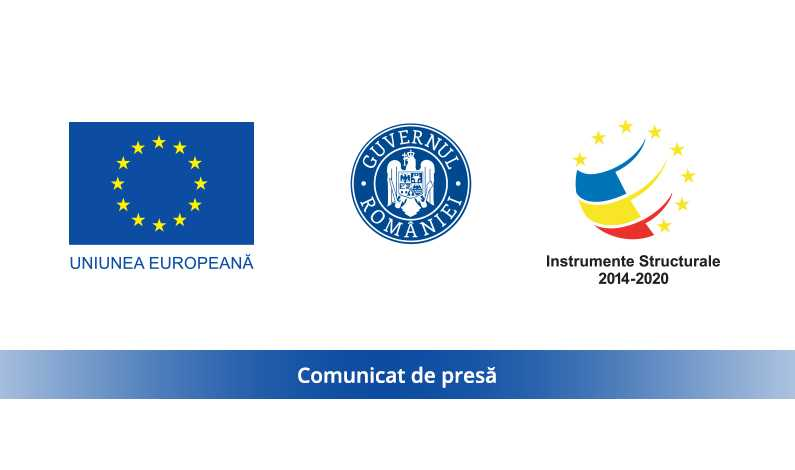 UNIUNEA EUROPEANĂ
GUVERNUL
ROMÂNIEI
Instrumente Structurale
2014-2020
Comunicat de presă